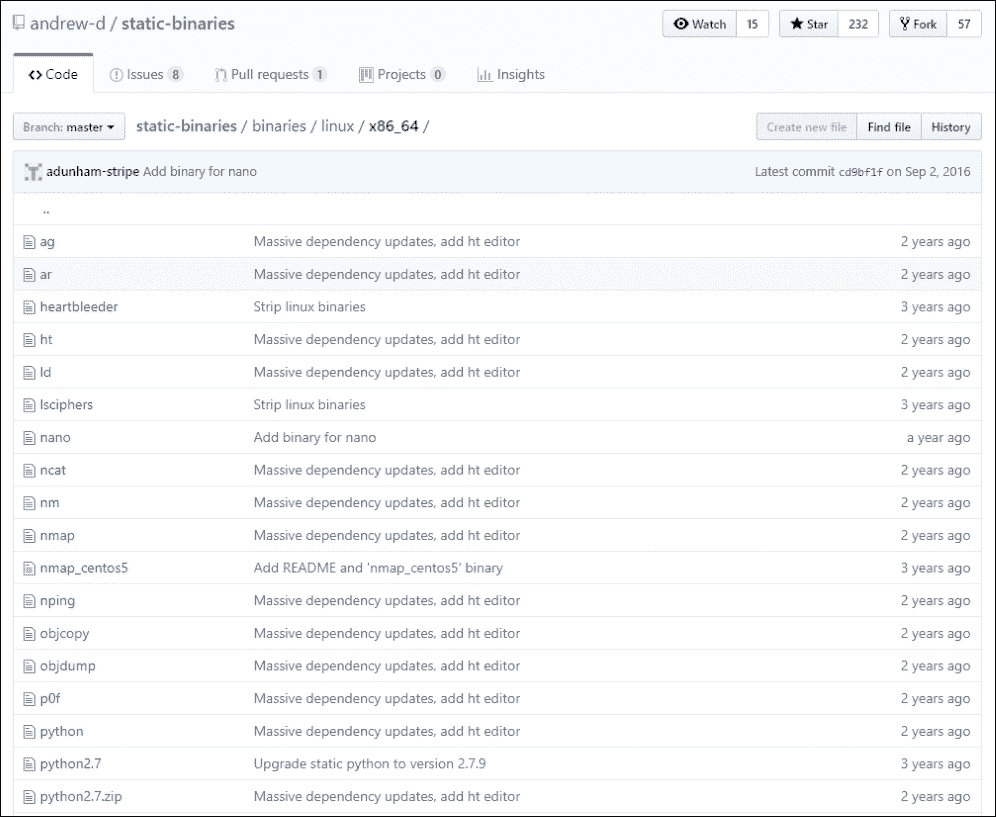 andrew-d / static-binaries
Watch 15 Star 232 Fork 57
Code Issues 8 Pull requests 1 Projects 0 Insights
Branch: master static-binaries / binaries / linux / x86_64 / Create new file Find file History
adunham-stripe Add binary for nano Latest commit cd9bf1f on Sep 2, 2016
..
ag Massive dependency updates, add ht editor 2 years ago
ar Massive dependency updates, add ht editor 2 years ago
heartbleeder Strip linux binaries 3 years ago
ht Massive dependency updates, add ht editor 2 years ago
ld Massive dependency updates, add ht editor 2 years ago
lsciphers Strip linux binaries 3 years ago
nano Add binary for nano a year ago
ncat Massive dependency updates, add ht editor 2 years ago
nm Massive dependency updates, add ht editor 2 years ago
nmap Massive dependency updates, add ht editor 2 years ago
nmap_centos5 Add README and 'nmap_centos5' binary 3 years ago
nping Massive dependency updates, add ht editor 2 years ago
objcopy Massive dependency updates, add ht editor 2 years ago
objdump Massive dependency updates, add ht editor 2 years ago
p0f Massive dependency updates, add ht editor 2 years ago
python Massive dependency updates, add ht editor 2 years ago
python2.7 Upgrade static python to version 2.7.9 3 years ago
python2.7.zip Massive dependency updates, add ht editor 2 years ago